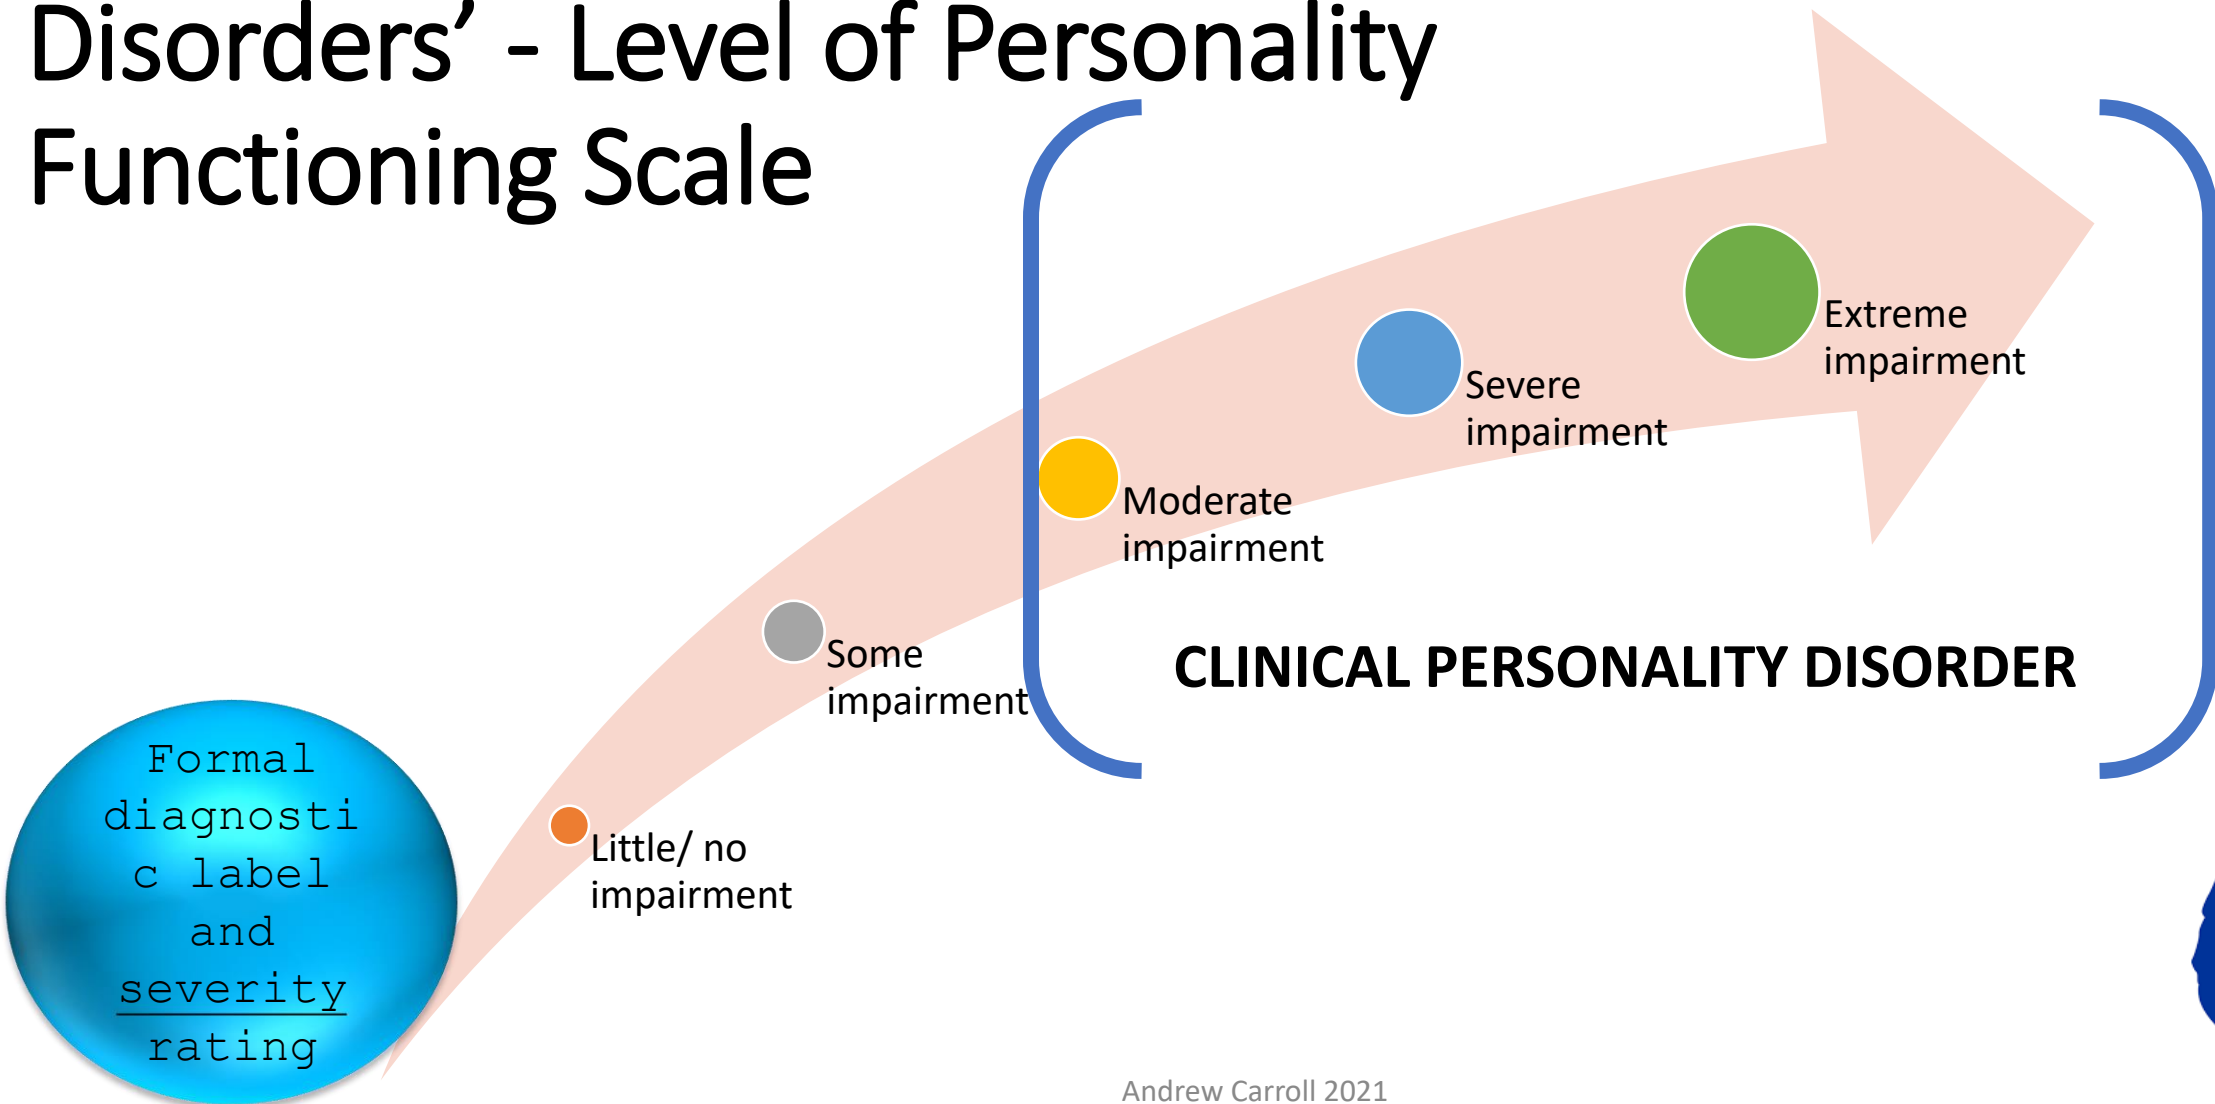 Disorders’ - Level of Personality
Functioning Scale
Extreme
impairment
Severe
impairment
Moderate
impairment
CLINICAL PERSONALITY DISORDER
Some
impairment
Little/ no
impairment
Formal
diagnosti
c label
and
severity
rating
Andrew Carroll 2021